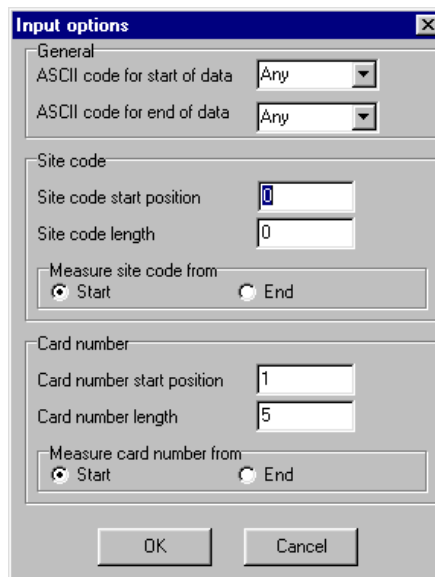 Input options
General
ASCII code for start of data Any
ASCII code for end of data Any
Site code
Site code start position 0
Site code length 0
Measure site code from
Start End
Card number
Card number start position 1
Card number length 5
Measure card number from
Start End
OK Cancel